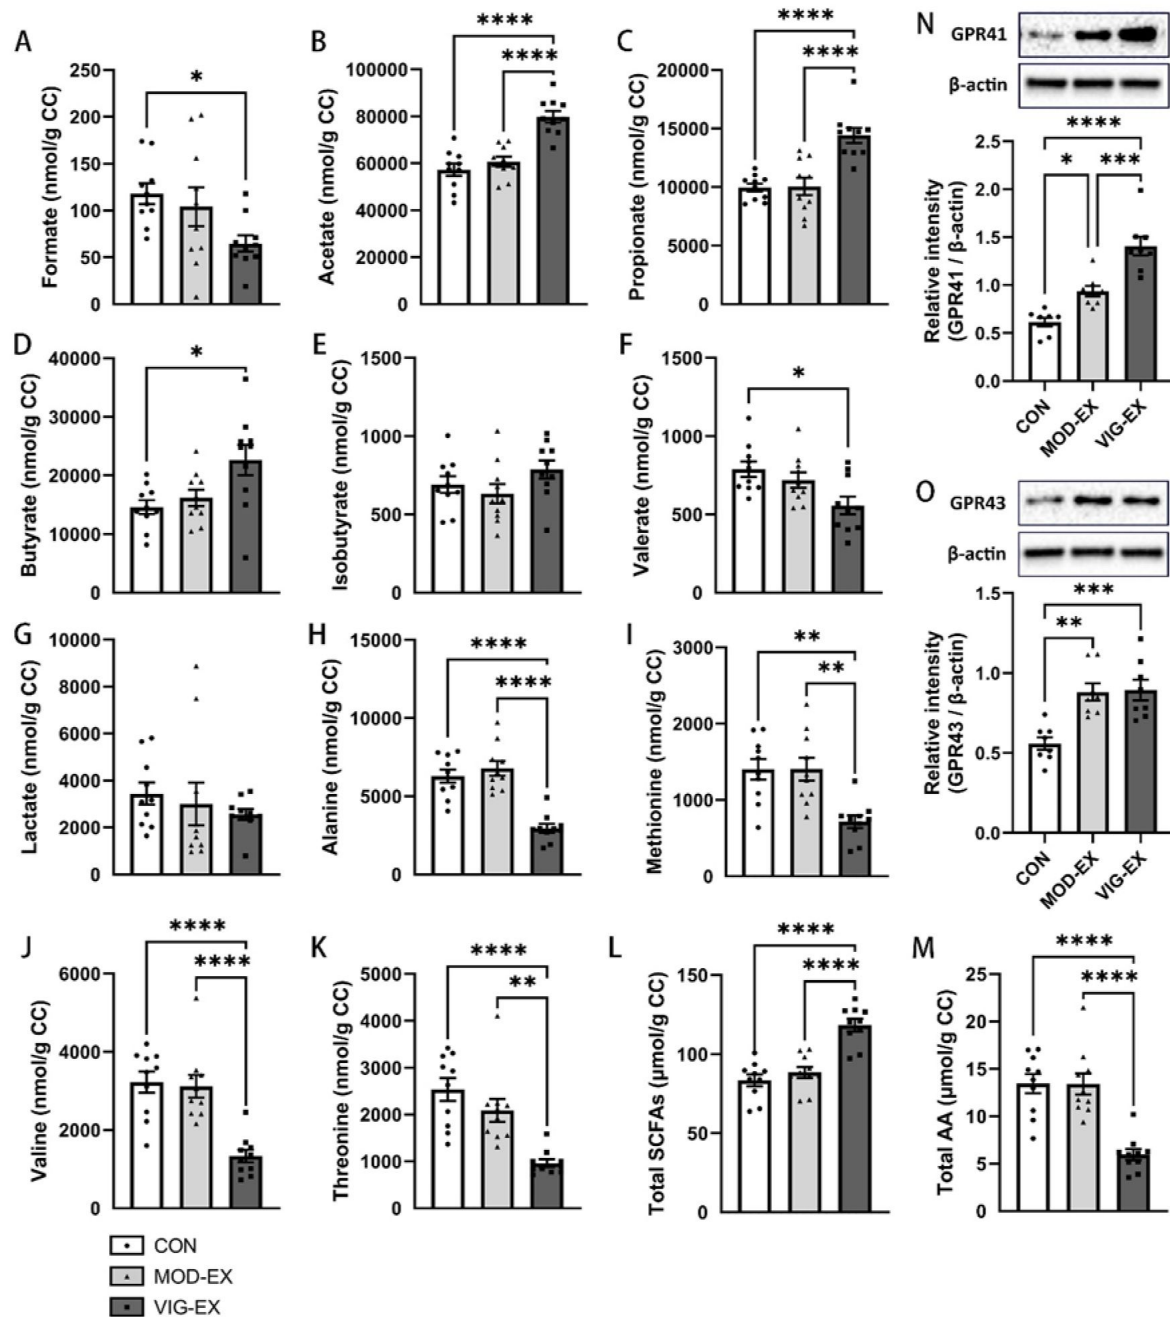 A
*
Formate (nmol/g CC)
250
200
150
100
50
0
B
****
****
Acetate (nmol/g CC)
100000
80000
60000
40000
20000
0
C
****
****
Propionate (nmol/g CC)
20000
15000
10000
5000
0
N
GPR41
β-actin
****
*
***
Relative intensity
(GPR41 / β-actin)
2.5
2.0
1.5
1.0
0.5
0.0
CON
MOD-EX
VIG-EX
D
*
Butyrate (nmol/g CC)
40000
30000
20000
10000
0
E
Isobutyrate (nmol/g CC)
1500
1000
500
0
F
*
Valerate (nmol/g CC)
1500
1000
500
0
O
GPR43
β-actin
***
**
Relative intensity
(GPR43 / β-actin)
1.5
1.0
0.5
0.0
CON
MOD-EX
VIG-EX
G
Lactate (nmol/g CC)
10000
8000
6000
4000
2000
0
H
****
****
Alanine (nmol/g CC)
15000
10000
5000
0
I
**
**
Methionine (nmol/g CC)
3000
2000
1000
0
J
****
****
Valine (nmol/g CC)
6000
4000
2000
0
K
****
**
Threonine (nmol/g CC)
5000
4000
3000
2000
1000
0
L
****
****
Total SCFAs (μmol/g CC)
150
100
50
0
M
****
****
Total AA (μmol/g CC)
25
20
15
10
5
0
CON
MOD-EX
VIG-EX